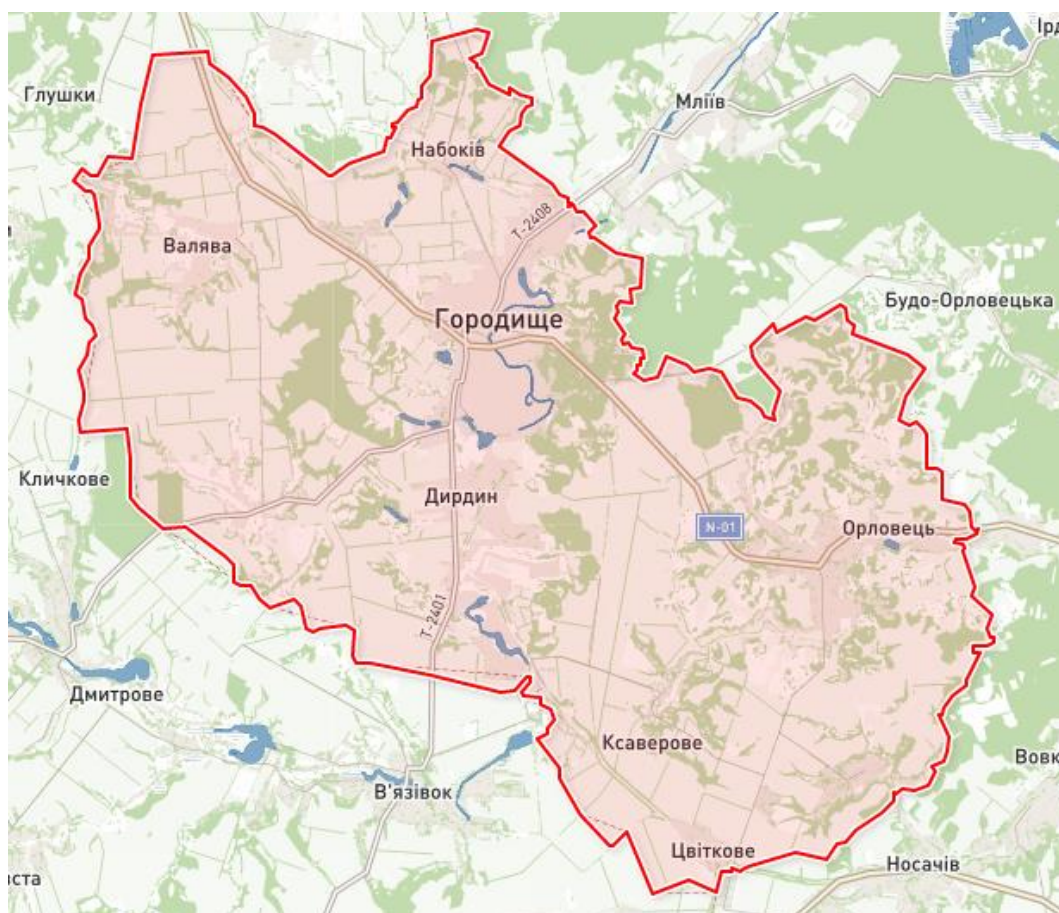 Ірд
Глушки
Мліїв
Набоків
Т-2408
Валява
Будо-Орловецька
Городище
Кличкове
Дирдин
N-01
Орловець
Т-2401
Дмитрове
Ксаверове
Вовк
В'язівок
Цвіткове
Носачів
вста